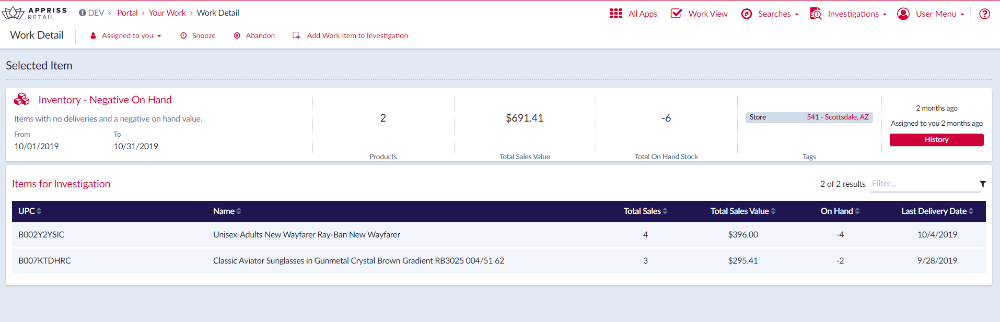 APPRISS RETAIL
DEV > Portal > Your Work > Work Detail
All Apps Work View Searches Investigations User Menu ?
Work Detail Assigned to you Snooze Abandon Add Work Item to Investigation
Selected Item
Inventory - Negative On Hand
Items with no deliveries and a negative on hand value.
From To
10/01/2019 10/31/2019
2
Products
$691.41
Total Sales Value
-6
Total On Hand Stock
Store 541 - Scottsdale, AZ
Tags
2 months ago
Assigned to you 2 months ago
History
Items for Investigation
2 of 2 results Filter...
UPC Name Total Sales Total Sales Value On Hand Last Delivery Date
B002Y2YSIC Unisex-Adults New Wayfarer Ray-Ban New Wayfarer 4 $396.00 -4 10/4/2019
B007KTDHRC Classic Aviator Sunglasses in Gunmetal Crystal Brown Gradient RB3025 004/51 62 3 $295.41 -2 9/28/2019